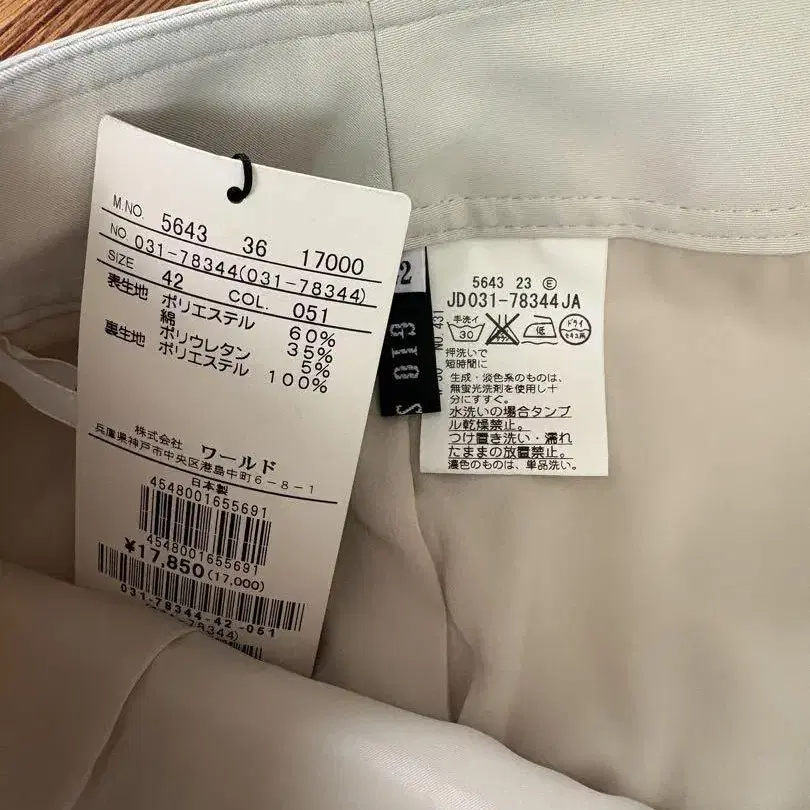 M.NO. 5643 36 17000
NO. 031-78344(031-78344)
SIZE 42 COL. 051
表生地 ポリエステル 60%
綿 35%
ポリウレタン 5%
裏生地 ポリエステル 100%
株式会社 ワールド
兵庫県神戸市中央区港島中町6-8-1
日本製
4548001655691
4548001655691
¥17,850(17,000)
031-78344-42-051
78344)
2
5643 23 E
JD031-78344JA
手洗イ
30
低
ドライ
押洗いで
短時間に
生成・淡色系のものは、
無蛍光洗剤を使用し十
分にすすぐ。
水洗いの場合タンブ
ル乾燥禁止。
つけ置き洗い・濡れ
たままの放置禁止。
濃色のものは、単品洗い。